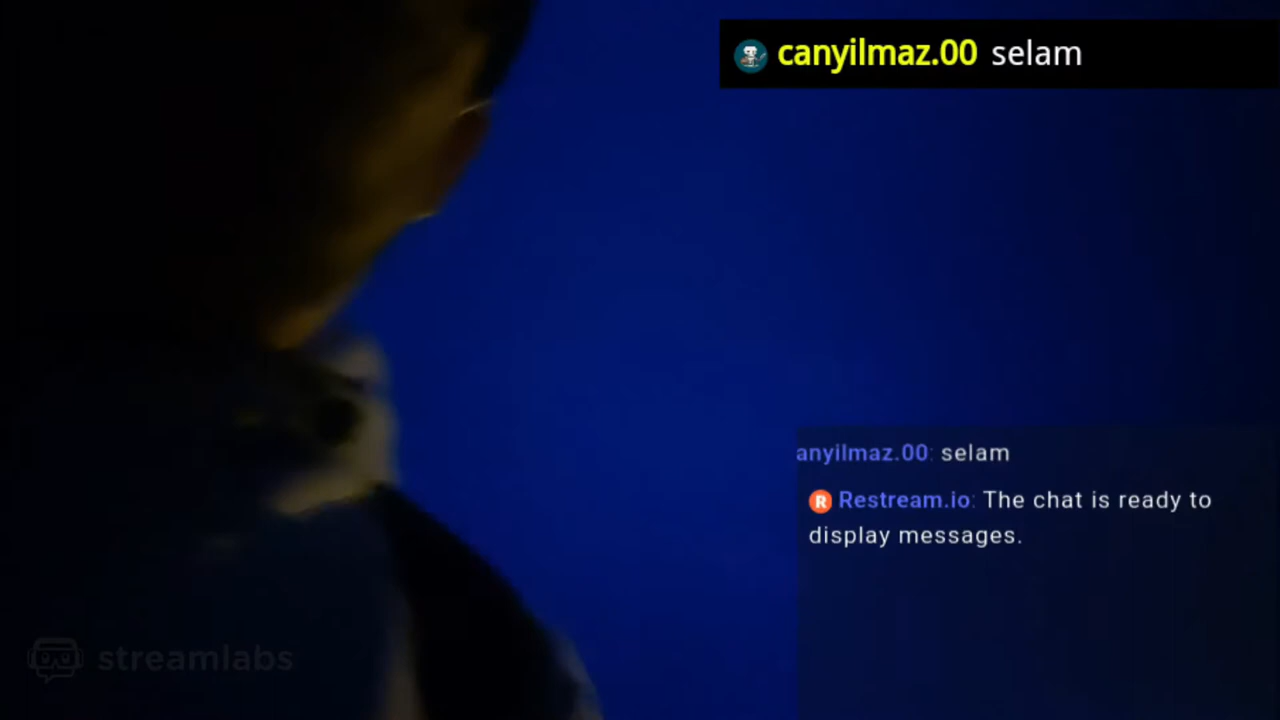 canyilmaz.00 selam
anyilmaz.00: selam
Restream.io: The chat is ready to
display messages.
streamlabs